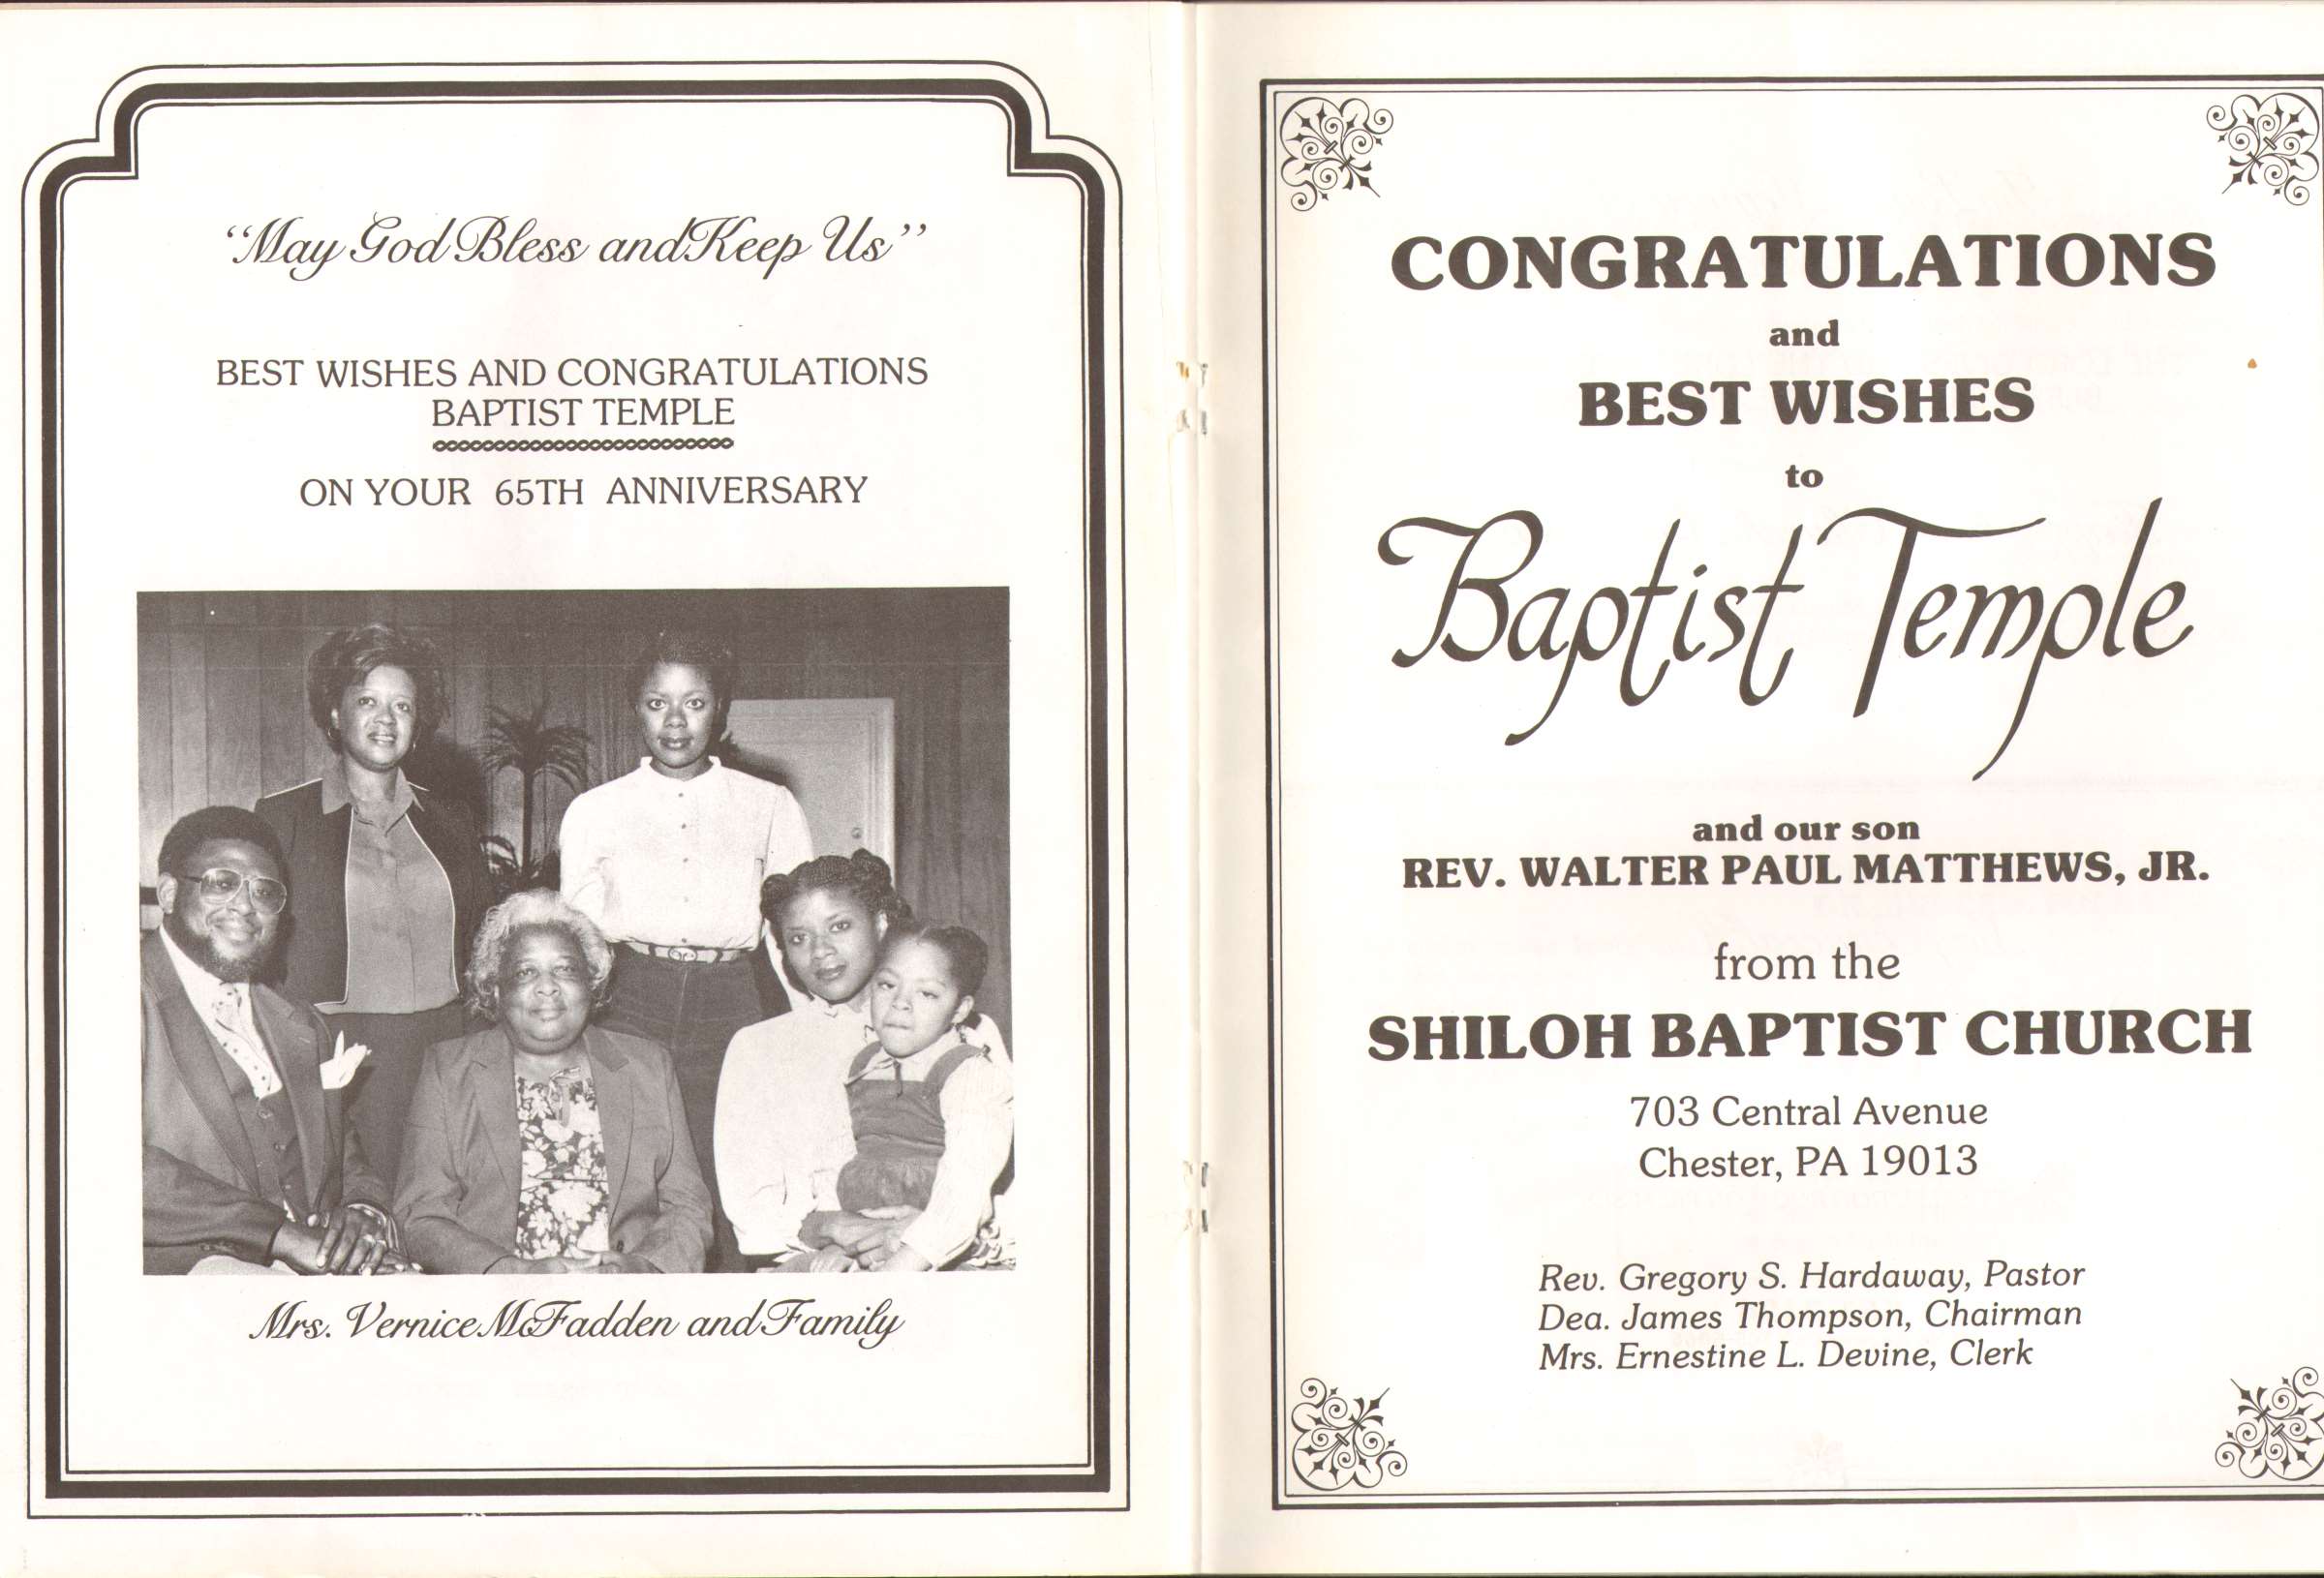 “May God Bless and Keep Us”
BEST WISHES AND CONGRATULATIONS
BAPTIST TEMPLE
ON YOUR 65TH ANNIVERSARY
Mrs. Vernice McFadden and Family
CONGRATULATIONS
and
BEST WISHES
to
Baptist Temple
and our son
REV. WALTER PAUL MATTHEWS, JR.
from the
SHILOH BAPTIST CHURCH
703 Central Avenue
Chester, PA 19013
Rev. Gregory S. Hardaway, Pastor
Dea. James Thompson, Chairman
Mrs. Ernestine L. Devine, Clerk